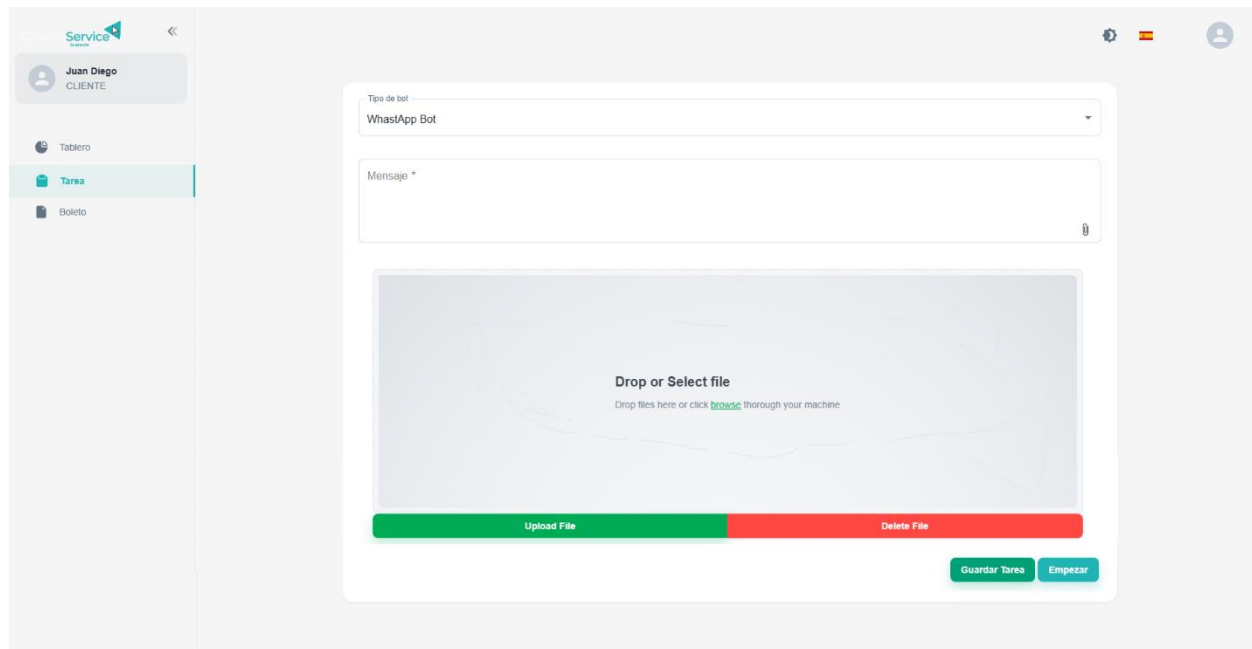 Service
Juan Diego
CLIENTE
Tablero
Tarea
Boleto
Tipo de bot
WhastApp Bot
Mensaje *
Drop or Select file
Drop files here or click browse thorough your machine
Upload File
Delete File
Guardar Tarea
Empezar